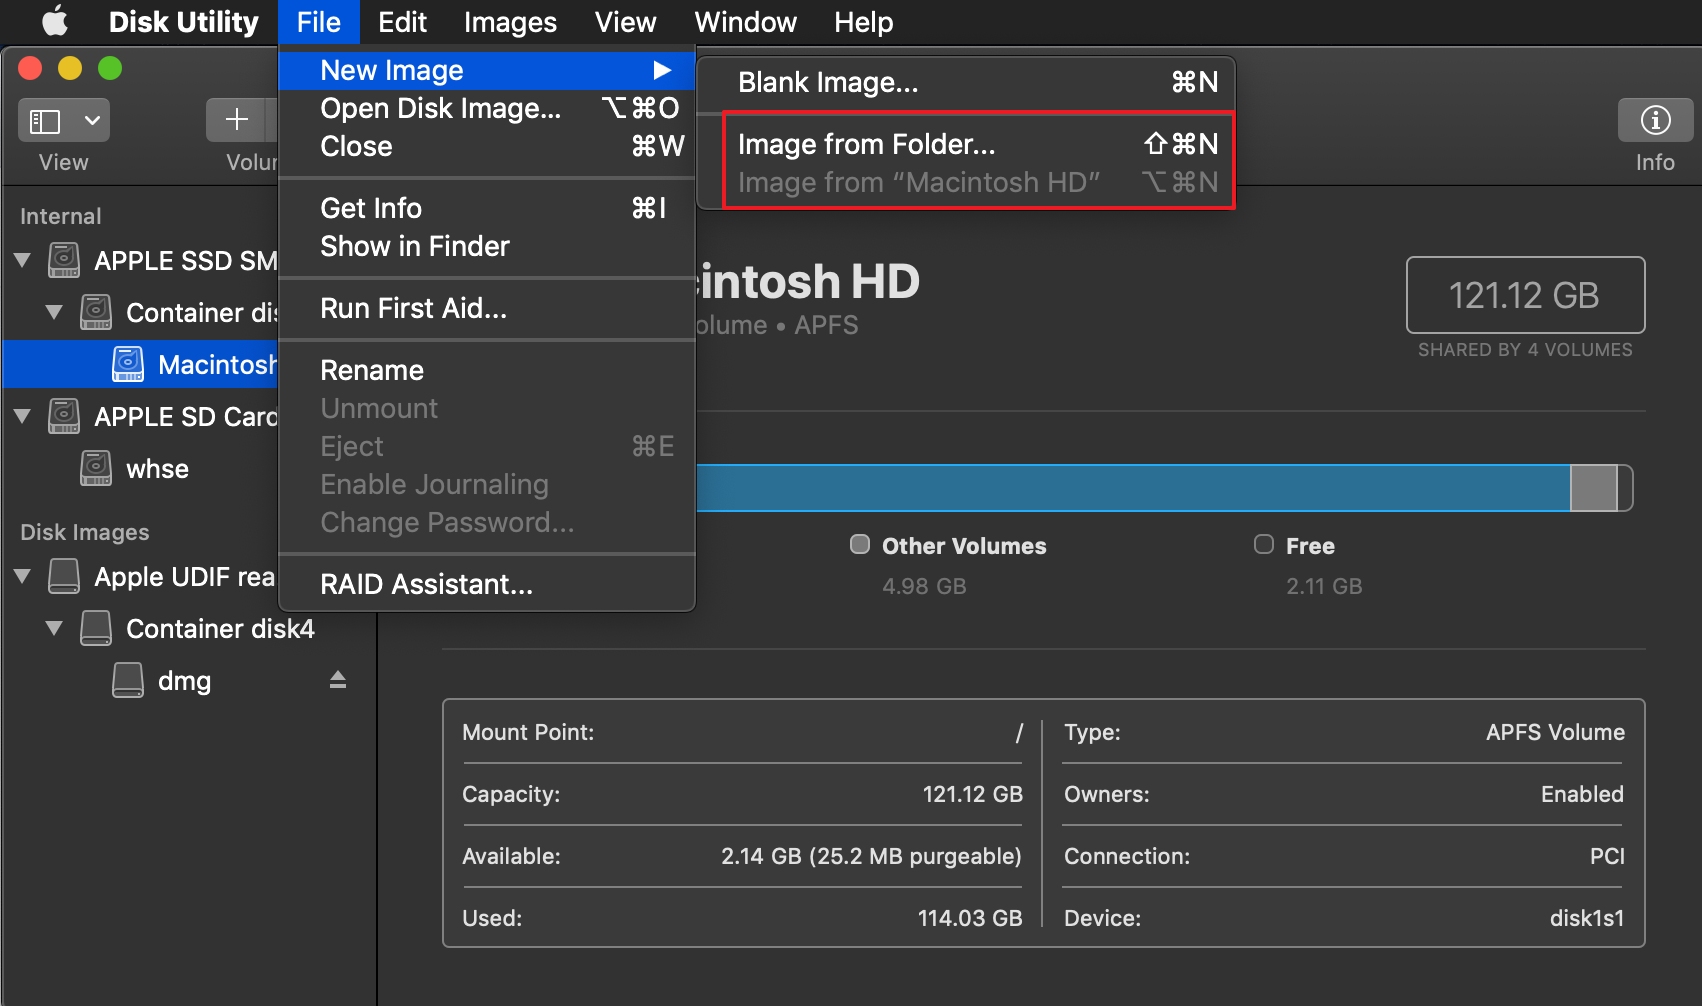 Disk Utility File Edit Images View Window Help
New Image ▶
Open Disk Image... ⌥⌘O
Close ⌘W
Get Info ⌘I
Show in Finder
Run First Aid...
Rename
Unmount
Eject ⌘E
Enable Journaling
Change Password...
RAID Assistant...
Blank Image... ⌘N
Image from Folder... ⇧⌘N
Image from “Macintosh HD” ⌥⌘N
View
Info
Internal
APPLE SSD SM
Container
Macintosh
APPLE SD Card
whse
Disk Images
Apple UDIF rea
Container disk4
dmg
intosh HD
olume • APFS
121.12 GB
SHARED BY 4 VOLUMES
Other Volumes
4.98 GB
Free
2.11 GB
Mount Point: /
Capacity: 121.12 GB
Available: 2.14 GB (25.2 MB purgeable)
Used: 114.03 GB
Type: APFS Volume
Owners: Enabled
Connection: PCI
Device: disk1s1